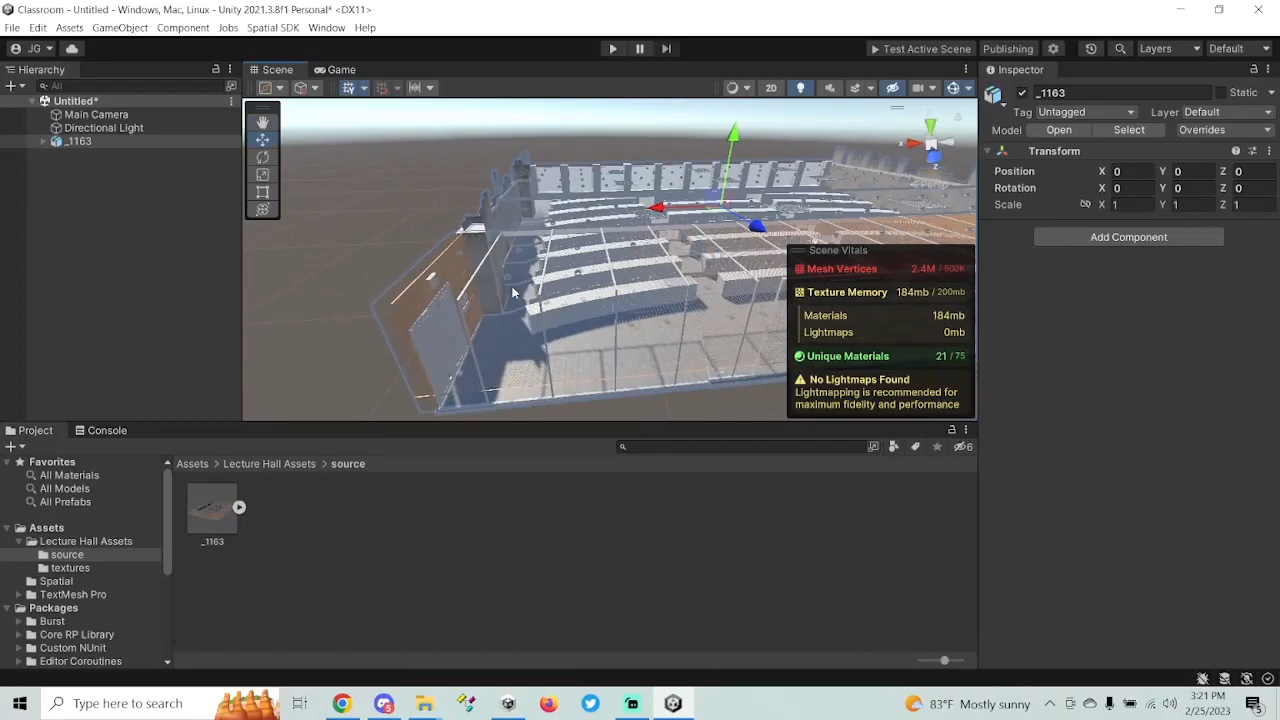 Classroom - Untitled - Windows, Mac, Linux - Unity 2021.3.8f1 Personal* <DX11>
File Edit Assets GameObject Component Jobs Spatial SDK Window Help
JG Test Active Scene Publishing Layers Default
Hierarchy Scene Game Inspector
All 2D _1163 Static
Untitled* Tag Untagged Layer Default
Main Camera Model Open Select Overrides
Directional Light Transform
_1163 Position X 0 Y 0 Z 0
x z Persp Rotation X 0 Y 0 Z 0
Scale X 1 Y 1 Z 1
Add Component
Scene Vitals
Mesh Vertices 2.4M / 500K
Texture Memory 184mb / 200mb
Materials 184mb
Lightmaps 0mb
Unique Materials 21 / 75
No Lightmaps Found
Lightmapping is recommended for
maximum fidelity and performance
Project Console
6
Favorites Assets Lecture Hall Assets source
All Materials
All Models
All Prefabs
Assets
Lecture Hall Assets _1163
source
textures
Spatial
TextMesh Pro
Packages
Burst
Core RP Library
Custom NUnit
Editor Coroutines
Type here to search 5 83°F Mostly sunny 3:21 PM
2/25/2023 5